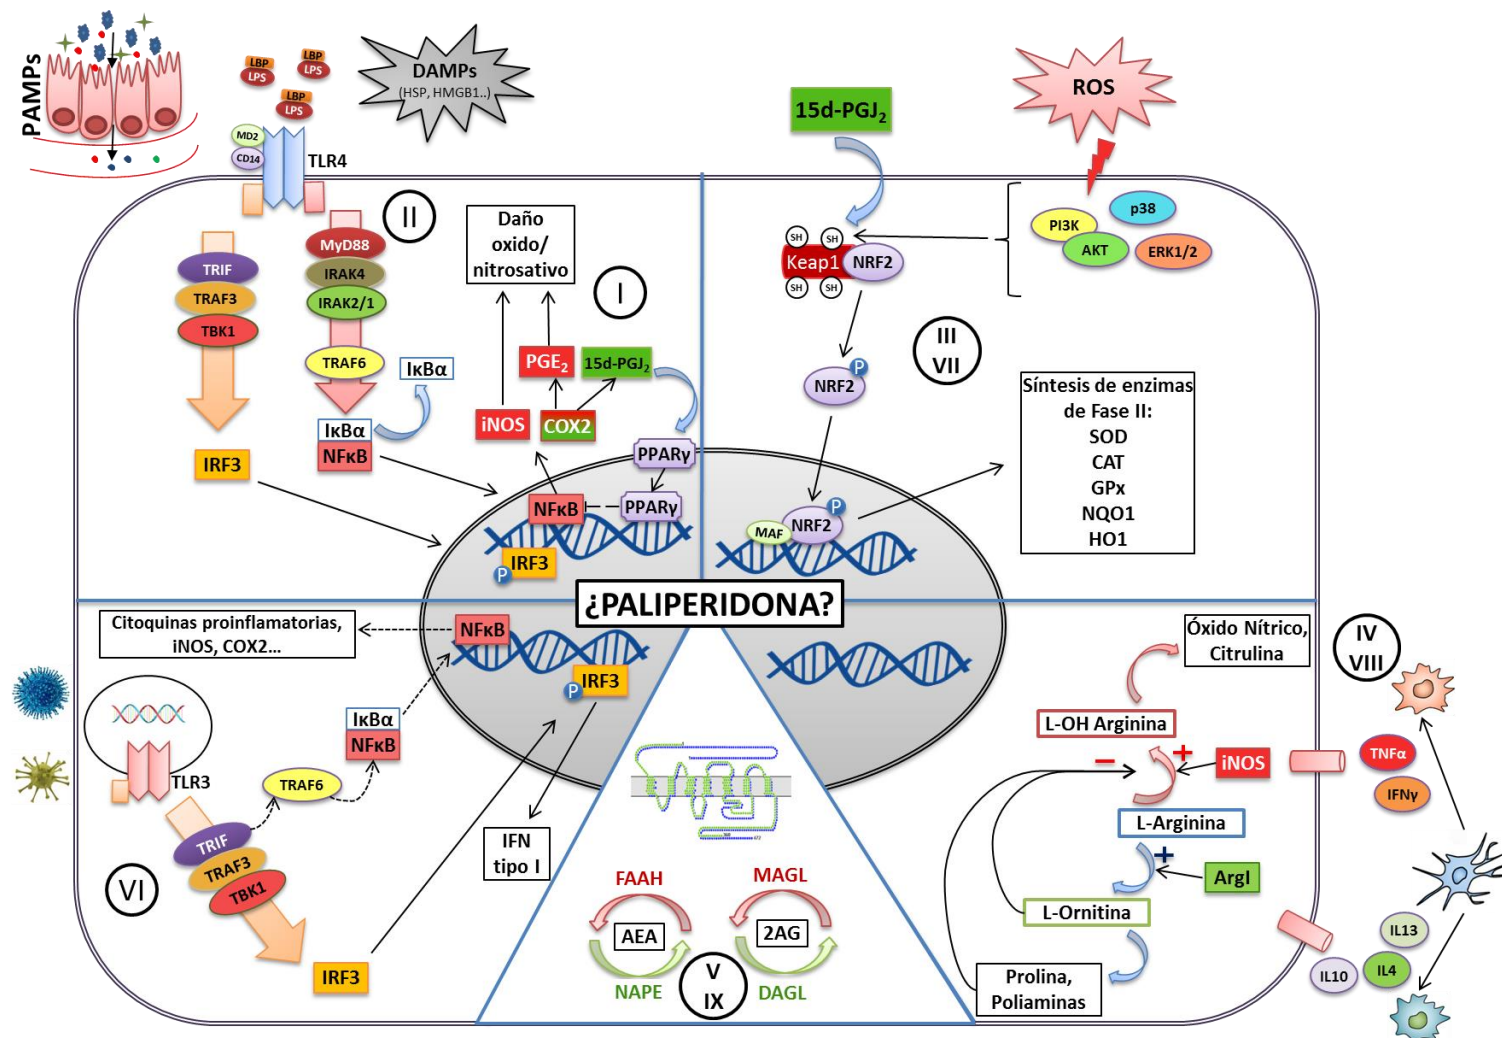 PAMPs
LBP
LPS
LBP
LPS
LBP
LPS
MD2
CD14
TLR4
DAMPs
(HSP, HMGB1..)
15d-PGJ2
ROS
II
MyD88
IRAK4
IRAK2/1
TRAF6
TRIF
TRAF3
TBK1
IRF3
IκBα
IκBα
NFκB
Daño
oxido/
nitrosativo
I
PGE2
15d-PGJ2
iNOS
COX2
PPARγ
PPARγ
NFκB
IRF3
P
SH
SH
Keap1
NRF2
SH
SH
PI3K
p38
AKT
ERK1/2
III
VII
P
NRF2
P
NRF2
MAF
Síntesis de enzimas
de Fase II:
SOD
CAT
GPx
NQO1
HO1
¿PALIPERIDONA?
Citoquinas proinflamatorias,
iNOS, COX2...
NFκB
IRF3
P
IκBα
NFκB
TLR3
TRAF6
TRIF
TRAF3
TBK1
VI
IRF3
IFN
tipo I
FAAH
AEA
NAPE
MAGL
2AG
DAGL
V
IX
Óxido Nítrico,
Citrulina
IV
VIII
L-OH Arginina
−
+
iNOS
L-Arginina
+
ArgI
L-Ornitina
Prolina,
Poliaminas
TNFα
IFNγ
IL13
IL10
IL4